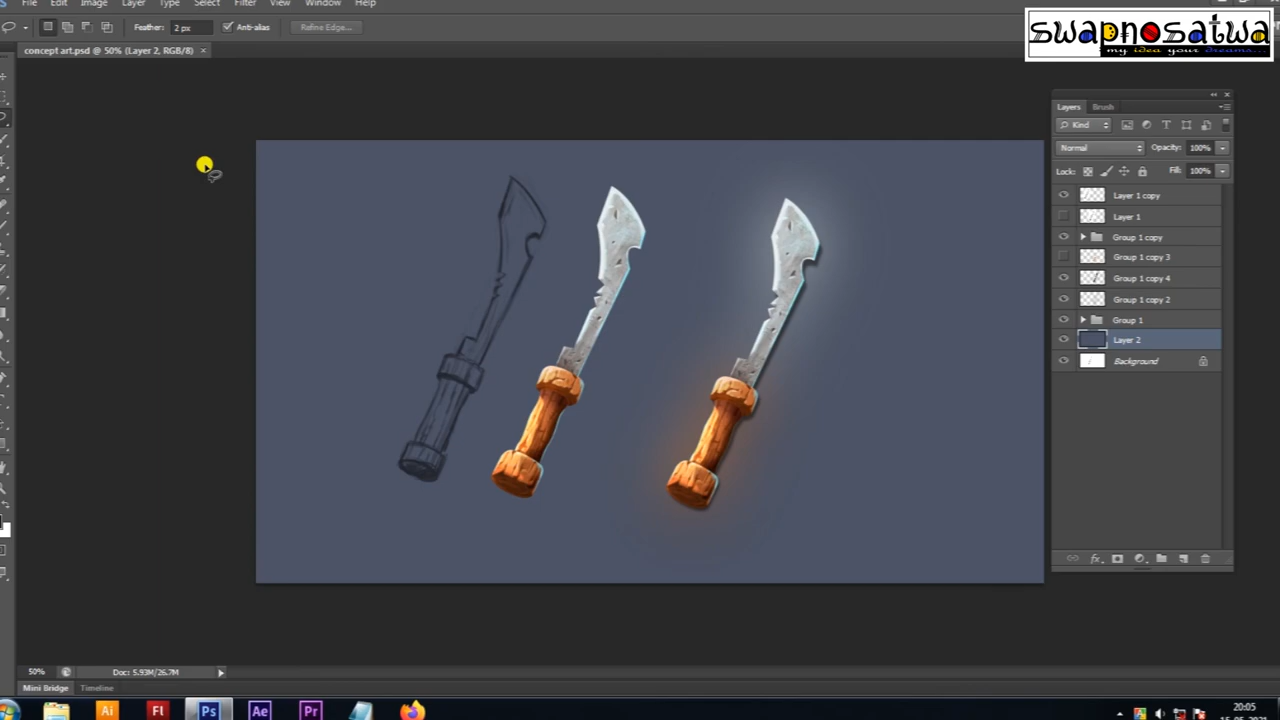 File Edit Image Layer Type Select Filter View Window Help
Feather: 2 px Anti-alias Refine Edge...
concept art.psd @ 50% (Layer 2, RGB/8) ×
swapnosatwa
my idea your dreams...
Layers Brush
Kind
Normal Opacity: 100%
Lock: Fill: 100%
Layer 1 copy
Layer 1
Group 1 copy
Group 1 copy 3
Group 1 copy 4
Group 1 copy 2
Group 1
Layer 2
Background
fx
50% Doc: 5.93M/26.7M
Mini Bridge Timeline
Ai Fl Ps Ae Pr
20:05
15-05-2021